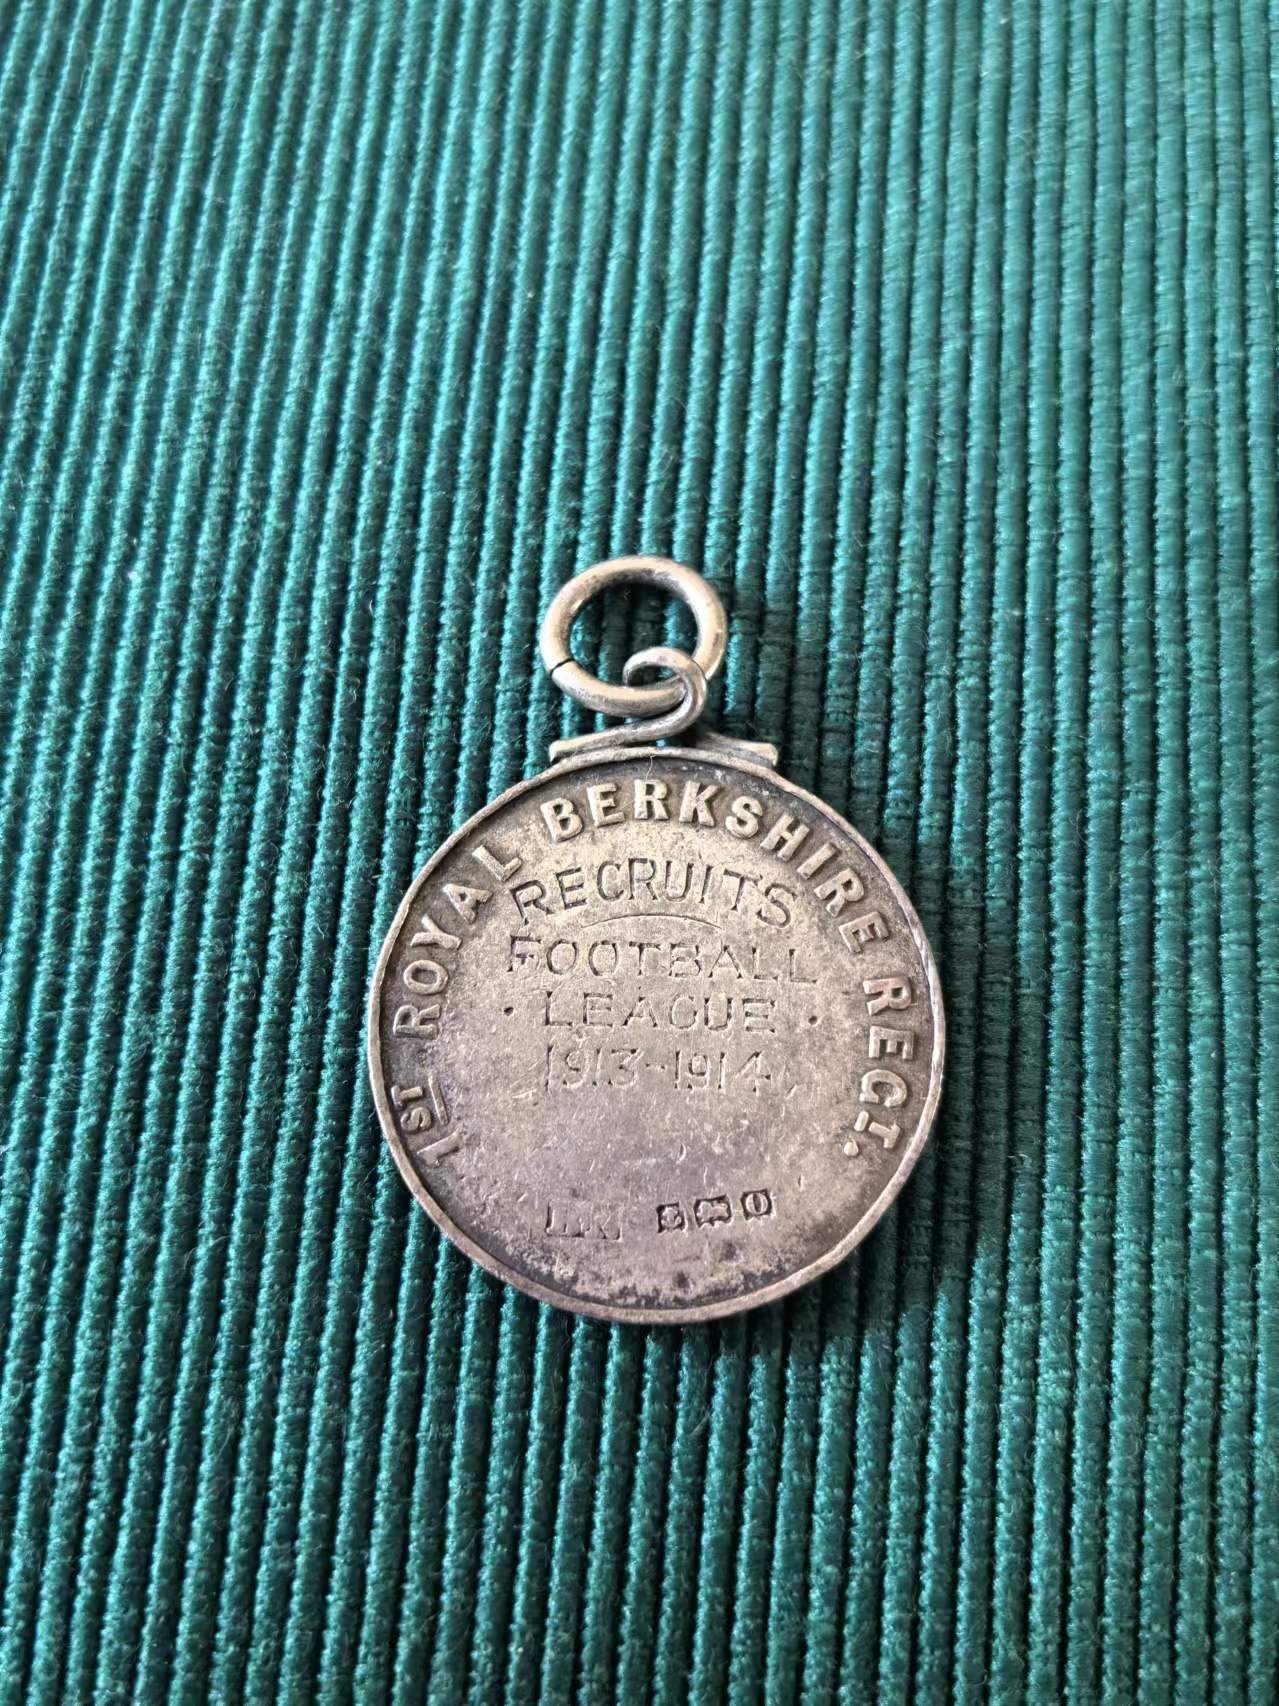 1ST ROYAL BERKSHIRE REGT.
RECRUITS
FOOTBALL
· LEAGUE ·
1913-1914